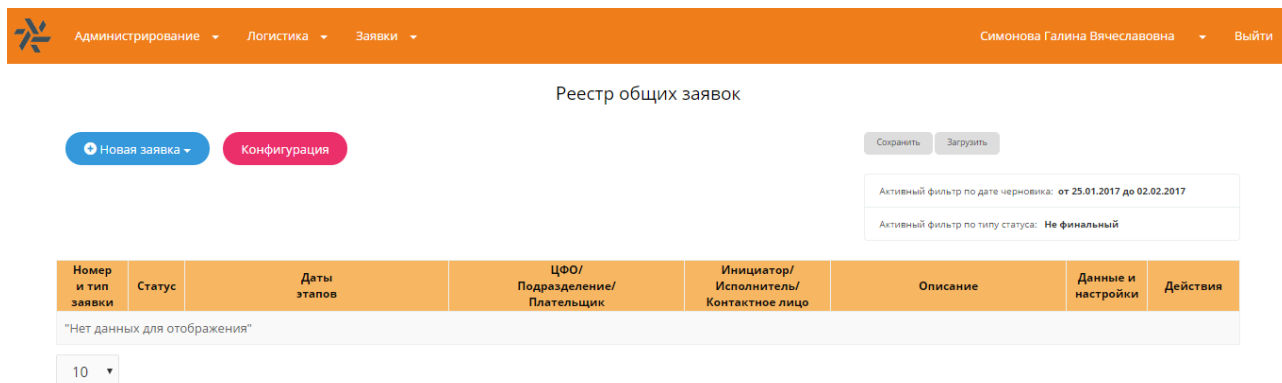 Администрирование Логистика Заявки Симонова Галина Вячеславовна Выйти
Реестр общих заявок
Новая заявка Конфигурация Сохранить Загрузить
Активный фильтр по дате черновика: от 25.01.2017 до 02.02.2017
Активный фильтр по типу статуса: Не финальный
Номер и тип заявки
Статус
Даты этапов
ЦФО/ Подразделение/ Плательщик
Инициатор/ Исполнитель/ Контактное лицо
Описание
Данные и настройки
Действия
"Нет данных для отображения"
10